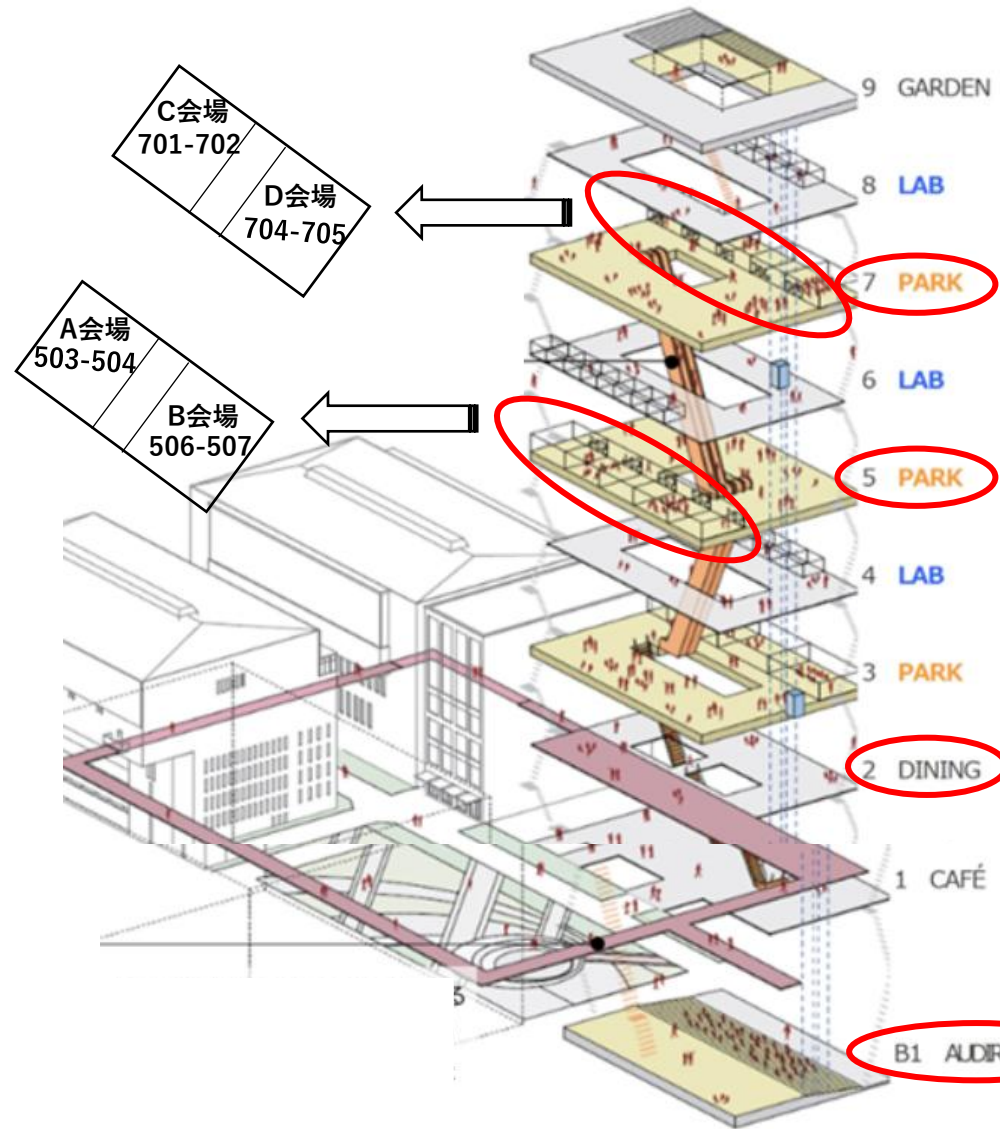 C会場
701-702
D会場
704-705
A会場
503-504
B会場
506-507
9 GARDEN
8 LAB
7 PARK
6 LAB
5 PARK
4 LAB
3 PARK
2 DINING
1 CAFÉ
B1